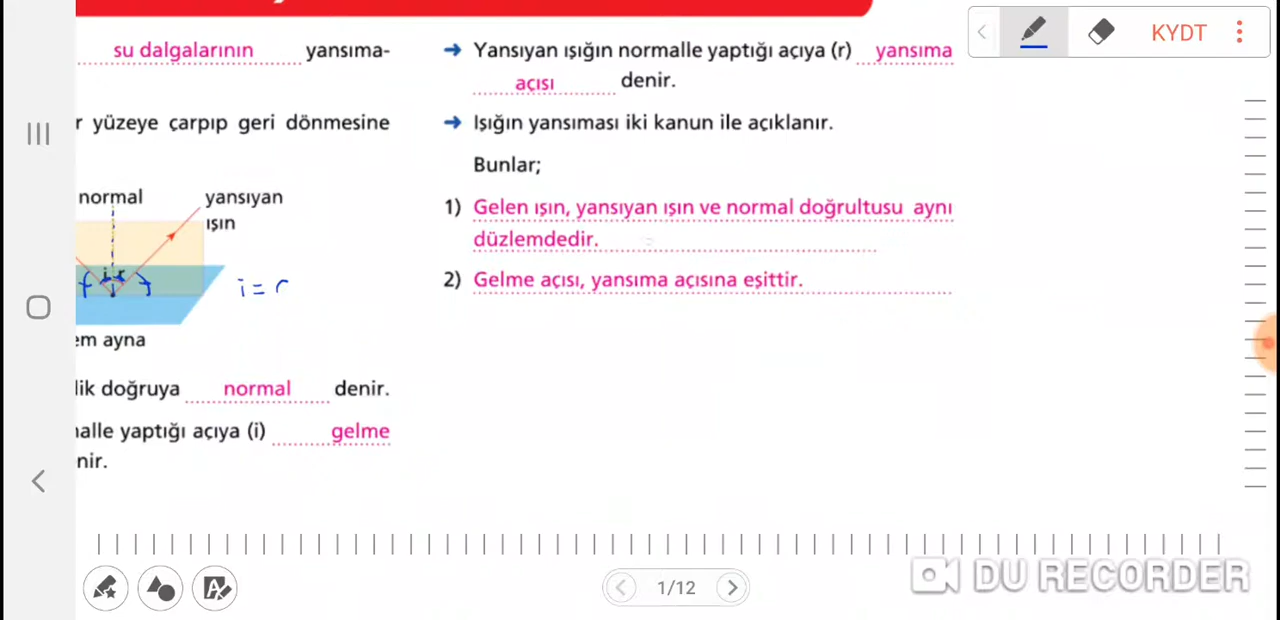 KYDT
su dalgalarının yansıma-
r yüzeye çarpıp geri dönmesine
normal
yansıyan
ışın
i r
i = r
em ayna
lik doğruya normal denir.
nalle yaptığı açıya (i) gelme
nir.
→ Yansıyan ışığın normalle yaptığı açıya (r) yansıma
açısı denir.
→ Işığın yansıması iki kanun ile açıklanır.
Bunlar;
1) Gelen ışın, yansıyan ışın ve normal doğrultusu aynı
düzlemdedir.
2) Gelme açısı, yansıma açısına eşittir.
1/12
DU RECORDER